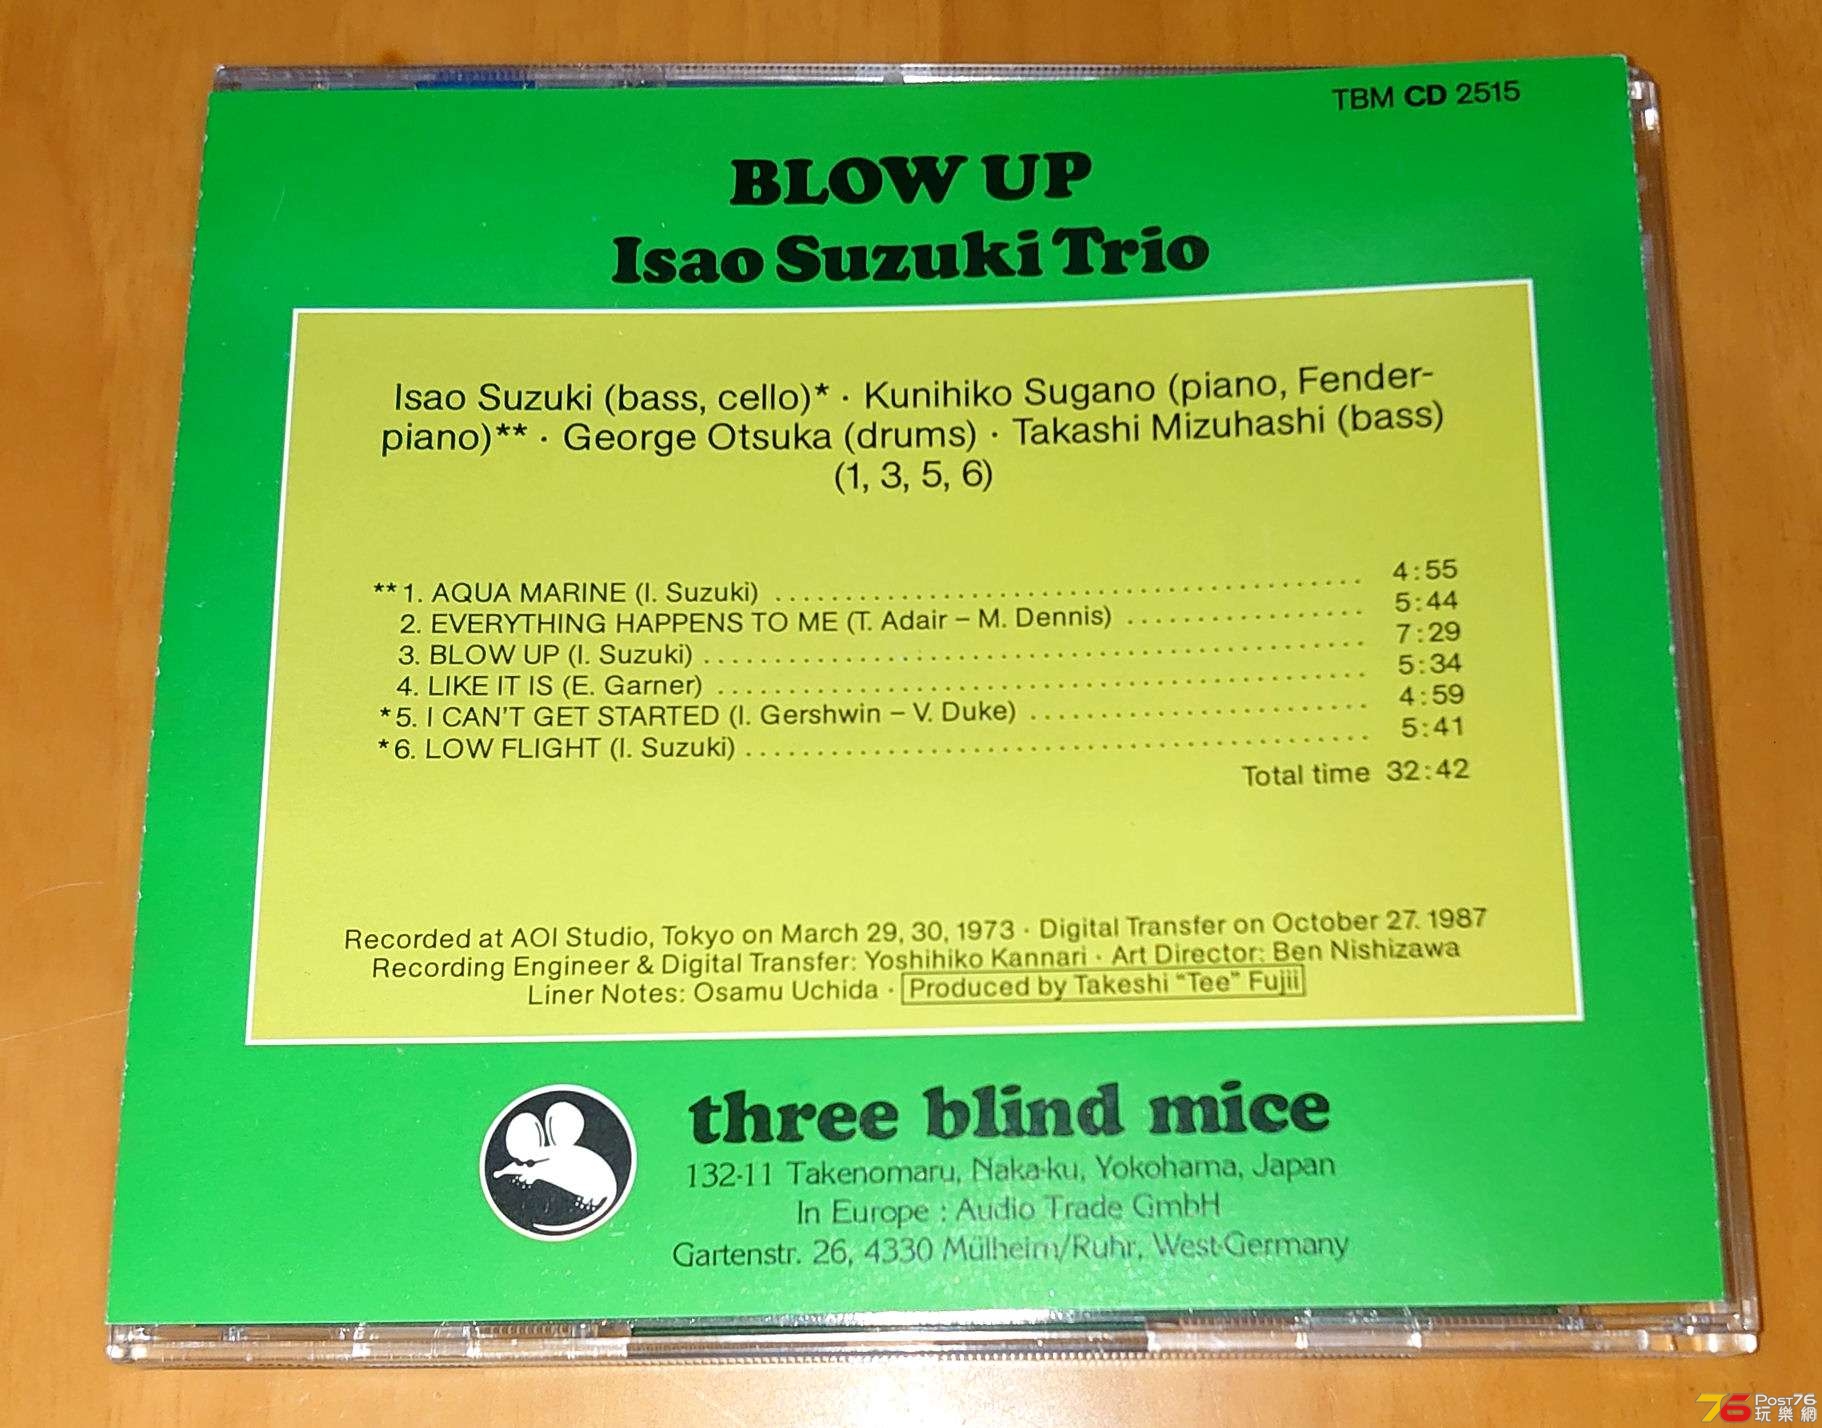 TBM CD 2515
BLOW UP
Isao Suzuki Trio
Isao Suzuki (bass, cello)* · Kunihiko Sugano (piano, Fender-
piano)** · George Otsuka (drums) · Takashi Mizuhashi (bass)
(1, 3, 5, 6)
**1. AQUA MARINE (I. Suzuki) ........................................ 4:55
2. EVERYTHING HAPPENS TO ME (T. Adair – M. Dennis) ................. 5:44
3. BLOW UP (I. Suzuki) ............................................. 7:29
4. LIKE IT IS (E. Garner) ............................................ 5:34
*5. I CAN'T GET STARTED (I. Gershwin – V. Duke) ........................ 4:59
*6. LOW FLIGHT (I. Suzuki) ........................................... 5:41
Total time 32:42
Recorded at AOI Studio, Tokyo on March 29, 30, 1973 · Digital Transfer on October 27. 1987
Recording Engineer & Digital Transfer: Yoshihiko Kannari · Art Director: Ben Nishizawa
Liner Notes: Osamu Uchida · Produced by Takeshi “Tee” Fujii
three blind mice
132-11 Takenomaru, Naka-ku, Yokohama, Japan
In Europe : Audio Trade GmbH
Gartenstr. 26, 4330 Mülheim/Ruhr, West-Germany
76 Post76
玩樂網